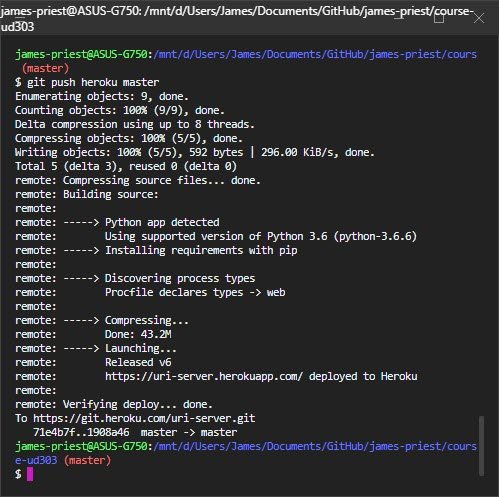 james-priest@ASUS-G750: /mnt/d/Users/James/Documents/GitHub/james-priest/course-
ud303
james-priest@ASUS-G750:/mnt/d/Users/James/Documents/GitHub/james-priest/cours
(master)
$ git push heroku master
Enumerating objects: 9, done.
Counting objects: 100% (9/9), done.
Delta compression using up to 8 threads.
Compressing objects: 100% (5/5), done.
Writing objects: 100% (5/5), 592 bytes | 296.00 KiB/s, done.
Total 5 (delta 3), reused 0 (delta 0)
remote: Compressing source files... done.
remote: Building source:
remote:
remote: -----> Python app detected
remote:        Using supported version of Python 3.6 (python-3.6.6)
remote: -----> Installing requirements with pip
remote:
remote: -----> Discovering process types
remote:        Procfile declares types -> web
remote:
remote: -----> Compressing...
remote:        Done: 43.2M
remote: -----> Launching...
remote:        Released v6
remote:        https://uri-server.herokuapp.com/ deployed to Heroku
remote:
remote: Verifying deploy... done.
To https://git.heroku.com/uri-server.git
   71e4b7f..1908a46  master -> master
james-priest@ASUS-G750:/mnt/d/Users/James/Documents/GitHub/james-priest/cours
e-ud303 (master)
$